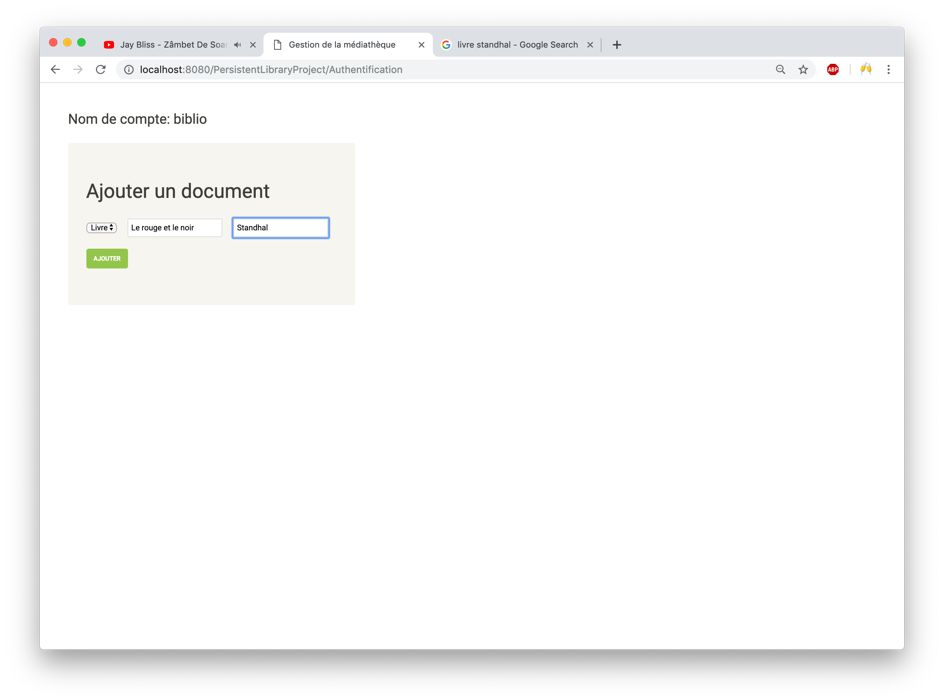 Jay Bliss - Zâmbet De Soa
Gestion de la médiathèque
livre standhal - Google Search
localhost:8080/PersistentLibraryProject/Authentification
ABP
Nom de compte: biblio
Ajouter un document
Livre Le rouge et le noir Standhal
AJOUTER